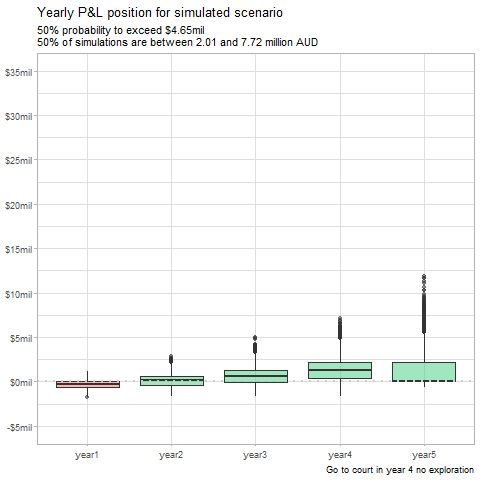 Yearly P&L position for simulated scenario
50% probability to exceed $4.65mil
50% of simulations are between 2.01 and 7.72 million AUD
$35mil
$30mil
$25mil
$20mil
$15mil
$10mil
$5mil
$0mil
-$5mil
year1 year2 year3 year4 year5
Go to court in year 4 no exploration